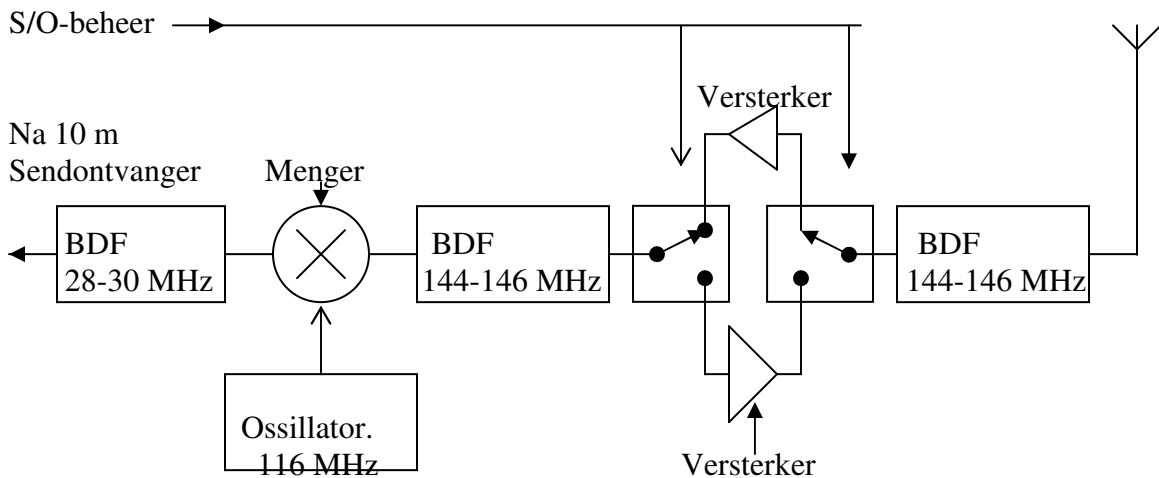 S/O-beheer
Versterker
Na 10 m
Sendontvanger
Menger
BDF
28-30 MHz
BDF
144-146 MHz
BDF
144-146 MHz
Ossillator.
116 MHz
Versterker